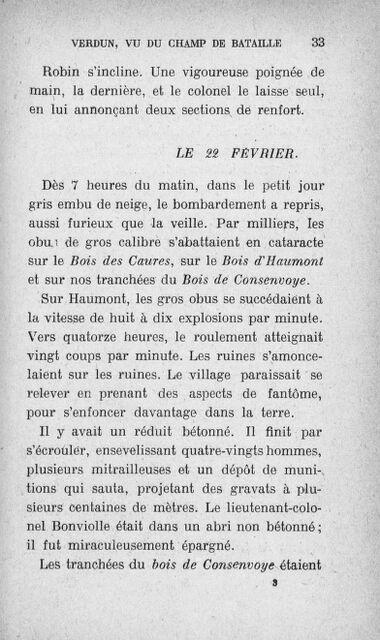 VERDUN, VU DU CHAMP DE BATAILLE 33
Robin s'incline. Une vigoureuse poignée de
main, la dernière, et le colonel le laisse seul,
en lui annonçant deux sections de renfort.
LE 22 FÉVRIER.
Dès 7 heures du matin, dans le petit jour
gris embu de neige, le bombardement a repris,
aussi furieux que la veille. Par milliers, les
obu: de gros calibre s'abattaient en cataracte
sur le Bois des Caures, sur le Bois d'Haumont
et sur nos tranchées du Bois de Consenvoye.
Sur Haumont, les gros obus se succédaient à
la vitesse de huit à dix explosions par minute.
Vers quatorze heures, le roulement atteignait
vingt coups par minute. Les ruines s'amonce-
laient sur les ruines. Le village paraissait se
relever en prenant des aspects de fantôme,
pour s'enfoncer davantage dans la terre.
Il y avait un réduit bétonné. Il finit par
s'écrouler, ensevelissant quatre-vingts hommes,
plusieurs mitrailleuses et un dépôt de muni-
tions qui sauta, projetant des gravats à plu-
sieurs centaines de mètres. Le lieutenant-colo-
nel Bonviolle était dans un abri non bétonné;
il fut miraculeusement épargné.
Les tranchées du bois de Consenvoye étaient
3